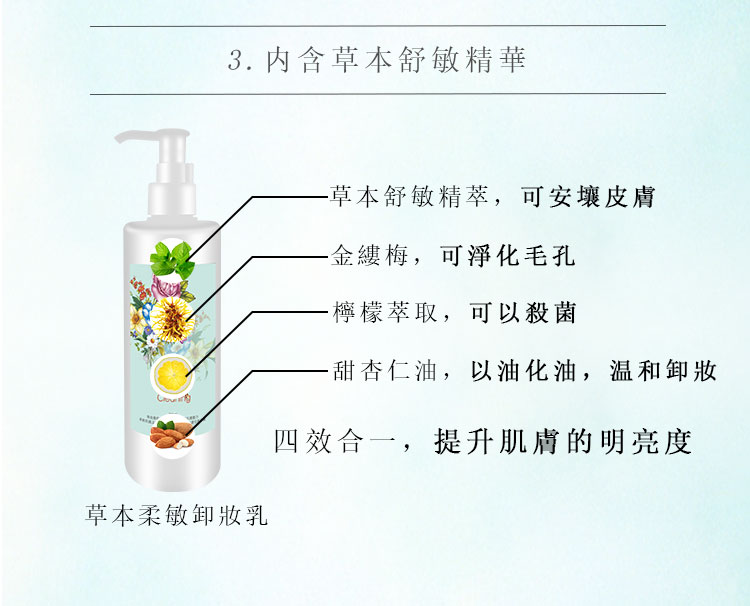 3.内含草本舒敏精華
草本舒敏精萃，可安壤皮膚
金縷梅，可淨化毛孔
檸檬萃取，可以殺菌
甜杏仁油，以油化油，温和卸妝
四效合一，提升肌膚的明亮度
草本柔敏卸妝乳